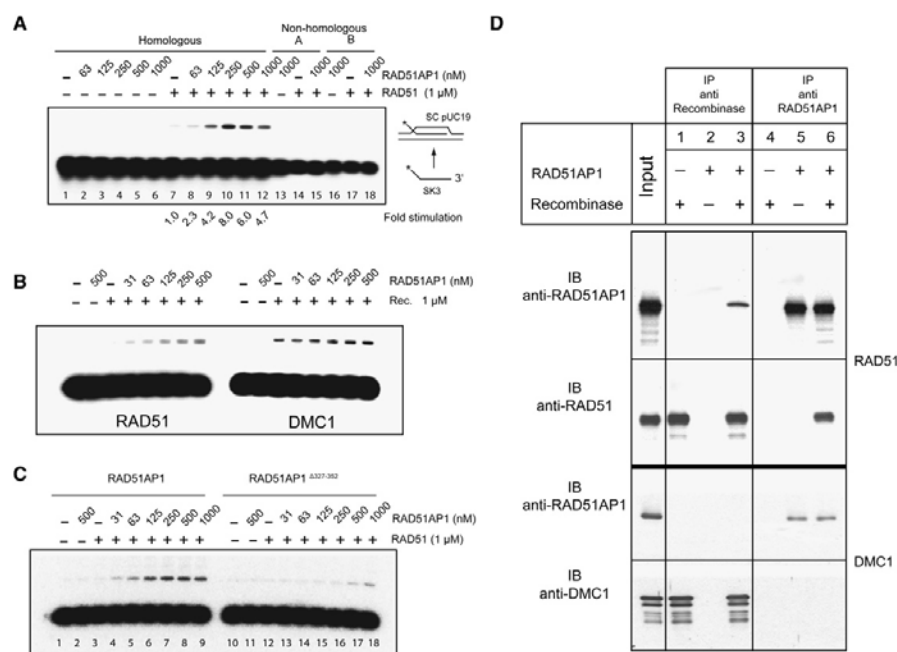 A
Homologous
Non-homologous
A B
– 63 125 250 500 1000 – 63 125 250 500 1000 1000 – 1000 1000 – 1000 RAD51AP1 (nM)
– – – – – – + + + + + + – + + – + + RAD51 (1 µM)
SC pUC19
*
* 3'
SK3
1 2 3 4 5 6 7 8 9 10 11 12 13 14 15 16 17 18
1.0 2.3 4.2 8.0 6.0 4.7 Fold stimulation
B
– 500 – 31 63 125 250 500 – 500 – 31 63 125 250 500 RAD51AP1 (nM)
– – + + + + + + – – + + + + + + Rec. 1 µM
RAD51 DMC1
C
RAD51AP1 RAD51AP1 Δ327-352
– 500 – 31 63 125 250 500 1000 – 500 – 31 63 125 250 500 1000 RAD51AP1 (nM)
– – + + + + + + + – – + + + + + + + RAD51 (1 µM)
1 2 3 4 5 6 7 8 9 10 11 12 13 14 15 16 17 18
D
IP anti Recombinase
IP anti RAD51AP1
Input
1 2 3 4 5 6
RAD51AP1 – + + – + +
Recombinase + – + + – +
IB
anti-RAD51AP1
RAD51
IB
anti-RAD51
IB
anti-RAD51AP1
DMC1
IB
anti-DMC1